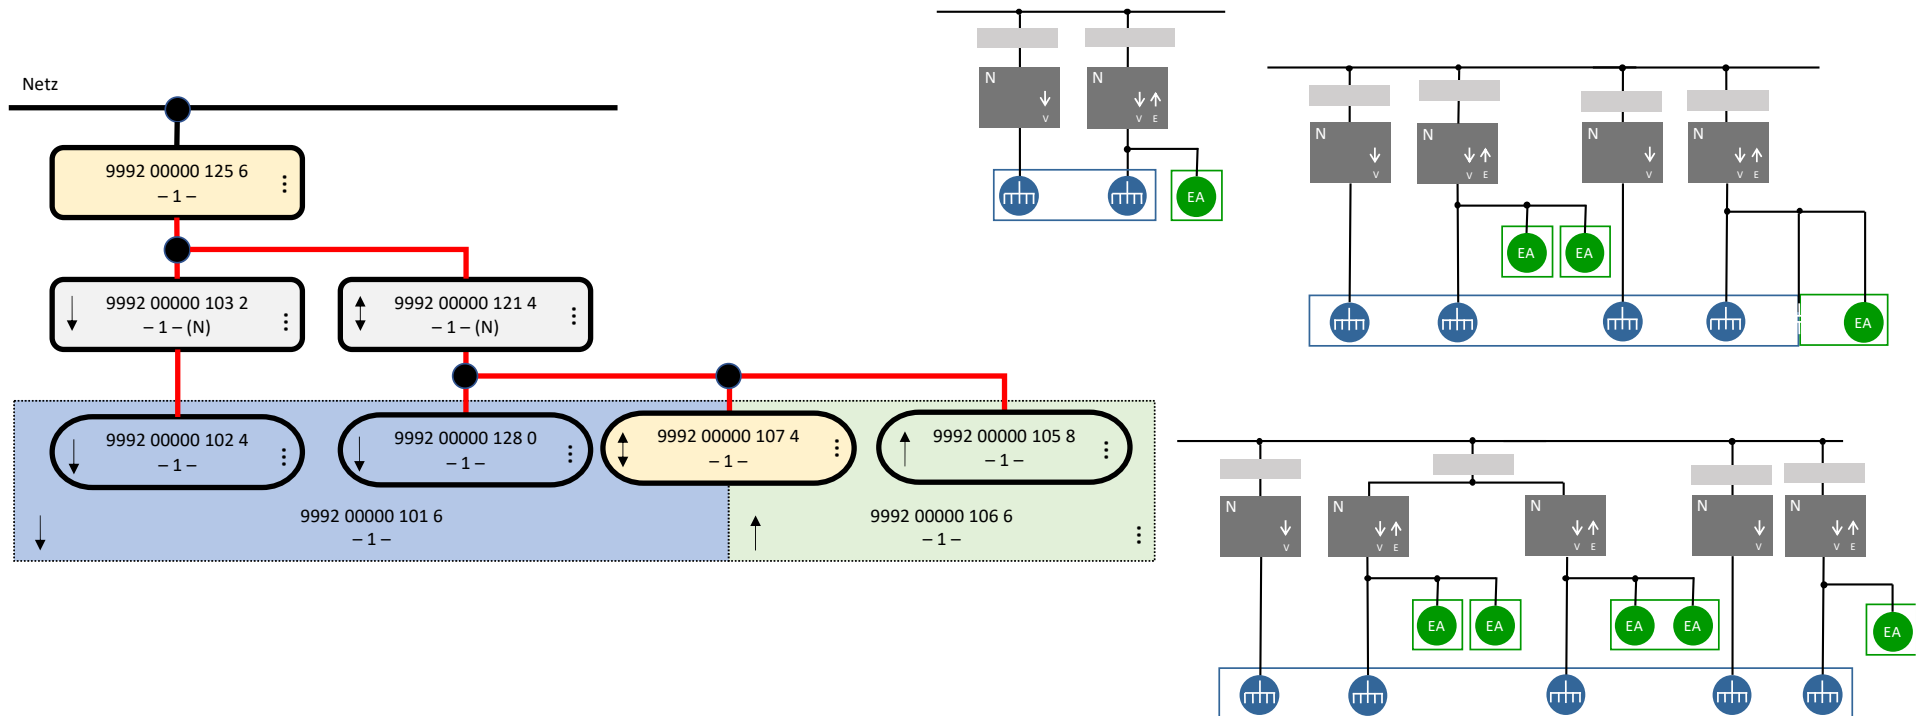 Netz
9992 00000 125 6
– 1 –
9992 00000 103 2
– 1 – (N)
9992 00000 121 4
– 1 – (N)
9992 00000 102 4
– 1 –
9992 00000 128 0
– 1 –
9992 00000 107 4
– 1 –
9992 00000 105 8
– 1 –
9992 00000 101 6
– 1 –
9992 00000 106 6
– 1 –
N
V
N
V E
EA
N
V
N
V E
N
V
N
V E
EA
EA
EA
N
V
N
V E
N
V E
N
V
N
V E
EA
EA
EA
EA
EA